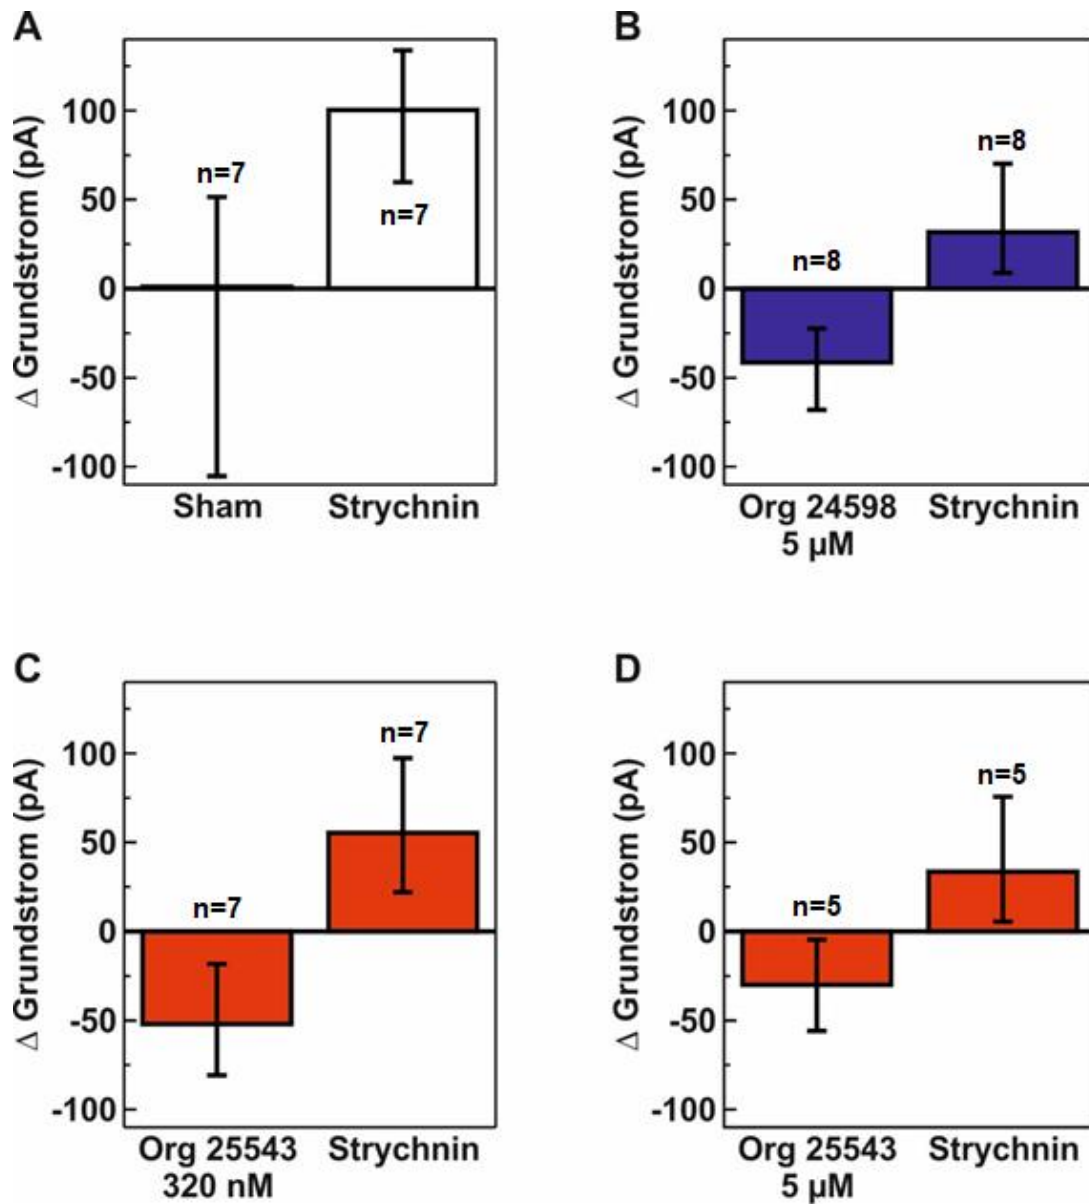 A
Δ Grundstrom (pA)
100
50
0
-50
-100
n=7
n=7
Sham
Strychnin
B
Δ Grundstrom (pA)
100
50
0
-50
-100
n=8
n=8
Org 24598
5 µM
Strychnin
C
Δ Grundstrom (pA)
100
50
0
-50
-100
n=7
n=7
Org 25543
320 nM
Strychnin
D
Δ Grundstrom (pA)
100
50
0
-50
-100
n=5
n=5
Org 25543
5 µM
Strychnin